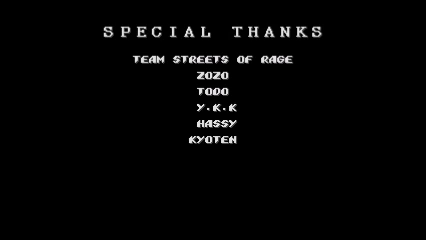 SPECIAL THANKS
TEAM STREETS OF RAGE
ZOZO
TODO
Y.K.K
HASSY
KYOTEN